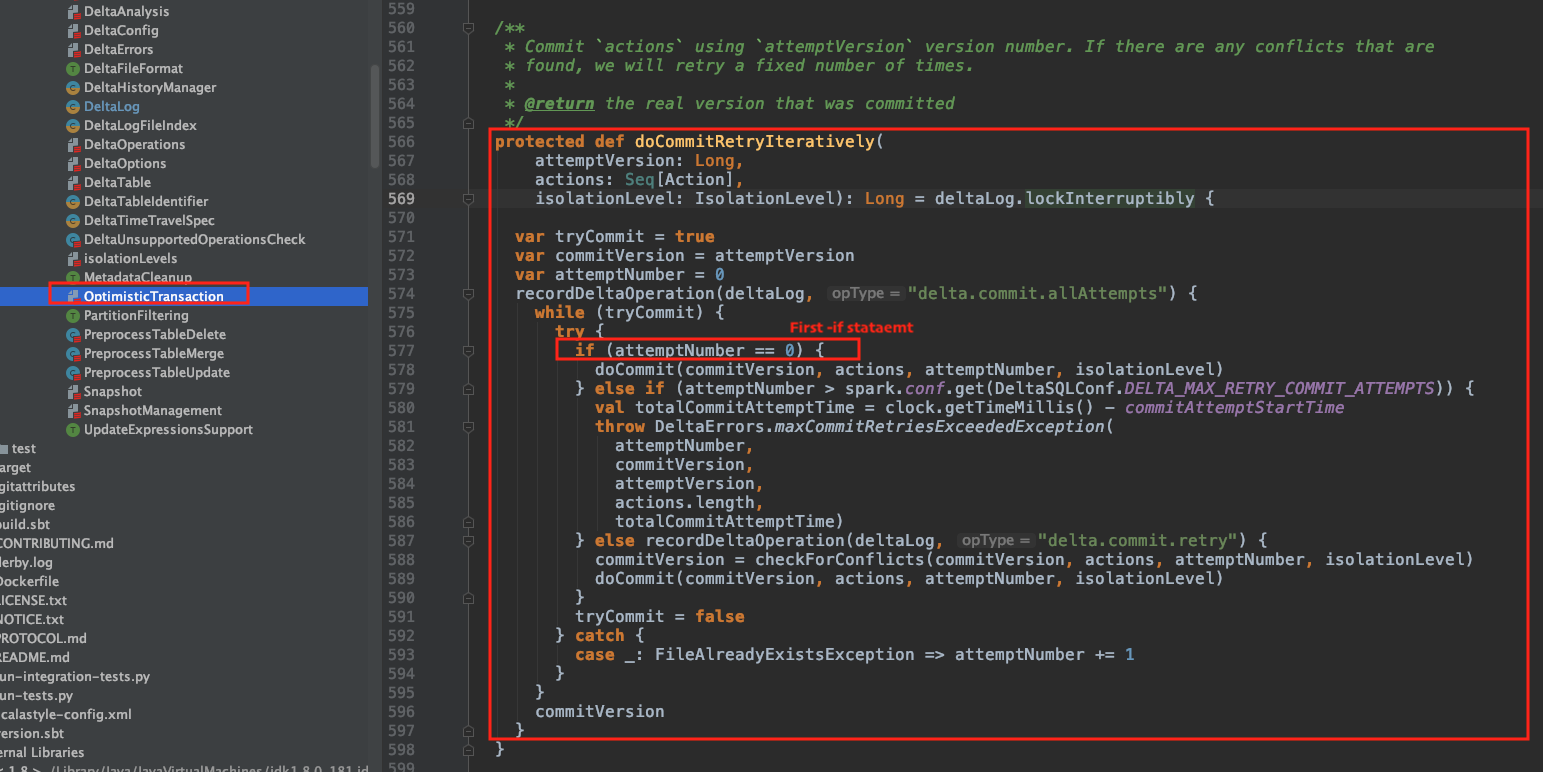 DeltaAnalysis
DeltaConfig
DeltaErrors
DeltaFileFormat
DeltaHistoryManager
DeltaLog
DeltaLogFileIndex
DeltaOperations
DeltaOptions
DeltaTable
DeltaTableIdentifier
DeltaTimeTravelSpec
DeltaUnsupportedOperationsCheck
isolationLevels
MetadataCleanup
OptimisticTransaction
PartitionFiltering
PreprocessTableDelete
PreprocessTableMerge
PreprocessTableUpdate
Snapshot
SnapshotManagement
UpdateExpressionsSupport
test
arget
gitattributes
gitignore
uild.sbt
CONTRIBUTING.md
erby.log
Dockerfile
ICENSE.txt
NOTICE.txt
PROTOCOL.md
EADME.md
un-integration-tests.py
un-tests.py
calastyle-config.xml
ersion.sbt
ernal Libraries
< 1.8 > /Library/Java/JavaVirtualMachines/jdk1.8.0_181.jd
559
560 /**
561 * Commit `actions` using `attemptVersion` version number. If there are any conflicts that are
562 * found, we will retry a fixed number of times.
563 *
564 * @return the real version that was committed
565 */
566 protected def doCommitRetryIteratively(
567 attemptVersion: Long,
568 actions: Seq[Action],
569 isolationLevel: IsolationLevel): Long = deltaLog.lockInterruptibly {
570
571 var tryCommit = true
572 var commitVersion = attemptVersion
573 var attemptNumber = 0
574 recordDeltaOperation(deltaLog, opType = "delta.commit.allAttempts") {
575 while (tryCommit) {
576 try { First -if stataemt
577 if (attemptNumber == 0) {
578 doCommit(commitVersion, actions, attemptNumber, isolationLevel)
579 } else if (attemptNumber > spark.conf.get(DeltaSQLConf.DELTA_MAX_RETRY_COMMIT_ATTEMPTS)) {
580 val totalCommitAttemptTime = clock.getTimeMillis() - commitAttemptStartTime
581 throw DeltaErrors.maxCommitRetriesExceededException(
582 attemptNumber,
583 commitVersion,
584 attemptVersion,
585 actions.length,
586 totalCommitAttemptTime)
587 } else recordDeltaOperation(deltaLog, opType = "delta.commit.retry") {
588 commitVersion = checkForConflicts(commitVersion, actions, attemptNumber, isolationLevel)
589 doCommit(commitVersion, actions, attemptNumber, isolationLevel)
590 }
591 tryCommit = false
592 } catch {
593 case _: FileAlreadyExistsException => attemptNumber += 1
594 }
595 }
596 commitVersion
597 }
598 }
599